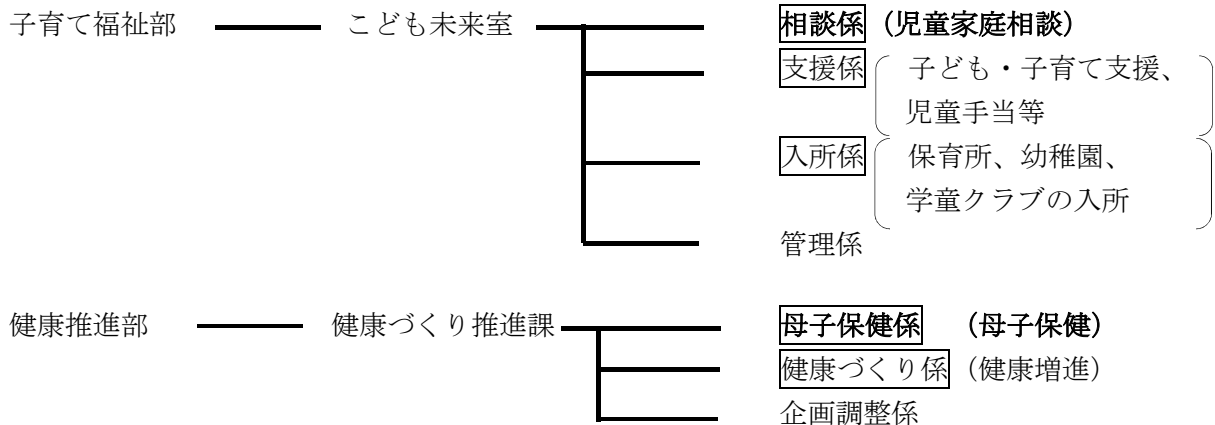 子育て福祉部 こども未来室 相談係 (児童家庭相談)
支援係 子ども・子育て支援、
児童手当等
入所係 保育所、幼稚園、
学童クラブの入所
管理係
健康推進部 健康づくり推進課 母子保健係 (母子保健)
健康づくり係 (健康増進)
企画調整係